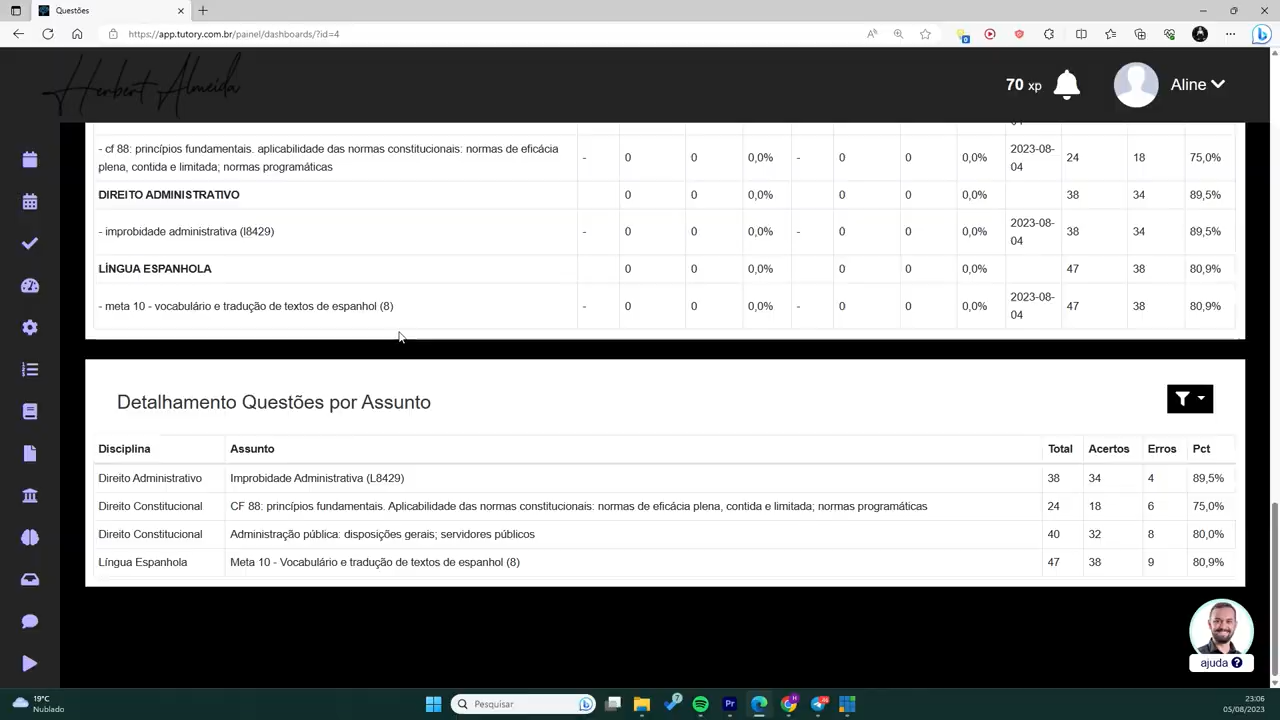 Questões
https://app.tutory.com.br/painel/dashboards/?id=4
Herbert Almeida
70 xp
Aline
- cf 88: princípios fundamentais. aplicabilidade das normas constitucionais: normas de eficácia plena, contida e limitada; normas programáticas - 0 0 0,0% - 0 0 0,0% 2023-08-04 24 18 75,0%
DIREITO ADMINISTRATIVO 0 0 0,0% 0 0 0,0% 38 34 89,5%
- improbidade administrativa (l8429) - 0 0 0,0% - 0 0 0,0% 2023-08-04 38 34 89,5%
LÍNGUA ESPANHOLA 0 0 0,0% 0 0 0,0% 47 38 80,9%
- meta 10 - vocabulário e tradução de textos de espanhol (8) - 0 0 0,0% - 0 0 0,0% 2023-08-04 47 38 80,9%
Detalhamento Questões por Assunto
Disciplina Assunto Total Acertos Erros Pct
Direito Administrativo Improbidade Administrativa (L8429) 38 34 4 89,5%
Direito Constitucional CF 88: princípios fundamentais. Aplicabilidade das normas constitucionais: normas de eficácia plena, contida e limitada; normas programáticas 24 18 6 75,0%
Direito Constitucional Administração pública: disposições gerais; servidores públicos 40 32 8 80,0%
Língua Espanhola Meta 10 - Vocabulário e tradução de textos de espanhol (8) 47 38 9 80,9%
ajuda ?
19°C
Nublado
Pesquisar
23:06
05/08/2023